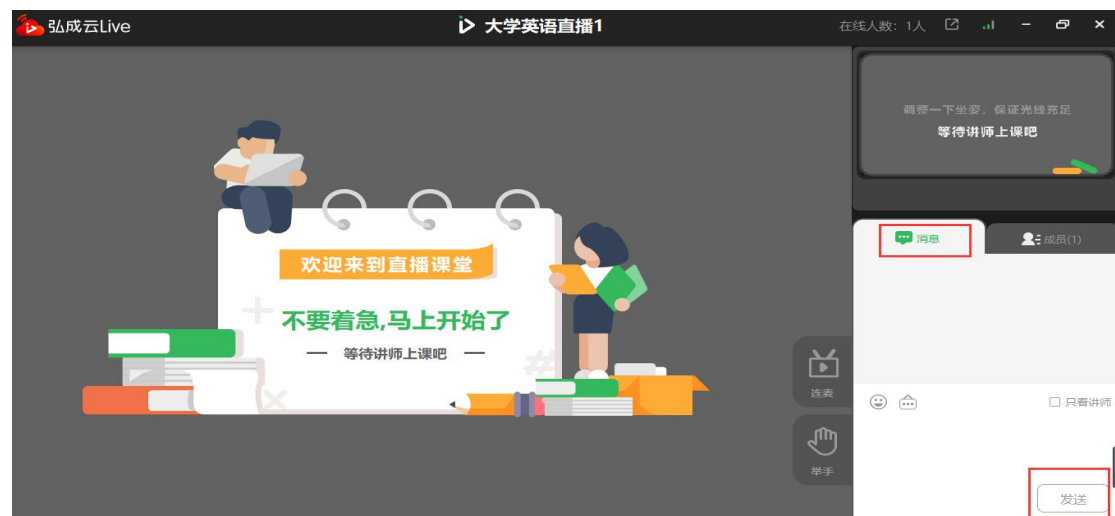 弘成云Live
大学英语直播1
在线人数：1人
调整一下坐姿，保证光线充足
等待讲师上课吧
欢迎来到直播课堂
不要着急,马上开始了
— 等待讲师上课吧 —
连麦
举手
消息
成员(1)
只看讲师
发送